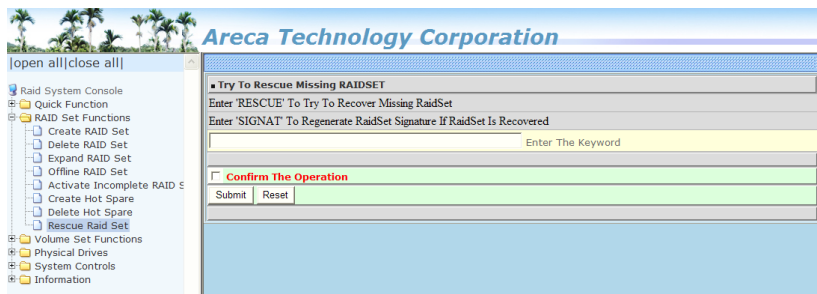 Areca Technology Corporation
|open all|close all|
Raid System Console
Quick Function
RAID Set Functions
Create RAID Set
Delete RAID Set
Expand RAID Set
Offline RAID Set
Activate Incomplete RAID S
Create Hot Spare
Delete Hot Spare
Rescue Raid Set
Volume Set Functions
Physical Drives
System Controls
Information
Try To Rescue Missing RAIDSET
Enter 'RESCUE' To Try To Recover Missing RaidSet
Enter 'SIGNAT' To Regenerate RaidSet Signature If RaidSet Is Recovered
Enter The Keyword
Confirm The Operation
Submit Reset